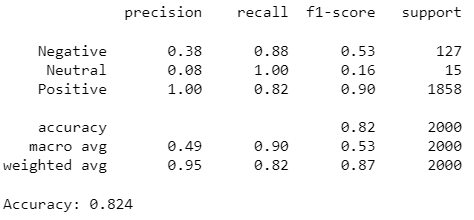 precision recall f1-score support
Negative 0.38 0.88 0.53 127
Neutral 0.08 1.00 0.16 15
Positive 1.00 0.82 0.90 1858
accuracy 0.82 2000
macro avg 0.49 0.90 0.53 2000
weighted avg 0.95 0.82 0.87 2000
Accuracy: 0.824